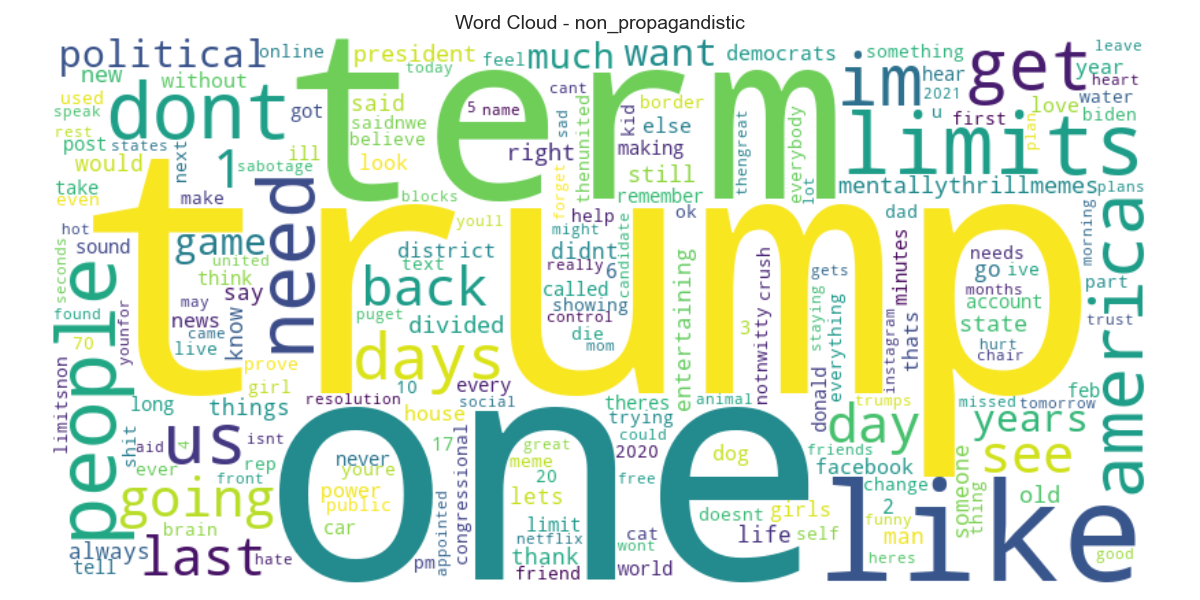 Word Cloud - non_propagandistic
political
online
president
feel
much
want
democrats
something
leave
new
without
today
im
hear
get
year
heart
used
dont
got
said
term
5
name
cant
kid
border
2021
u
first
love
water
biden
speak
rest
post
states
saidnwe
believe
sad
thenunited
else
everybody
limits
would
1
sabotage
ill
look
right
making
still
thengreat
lot
plan
take
even
next
make
need
blocks
forget
remember
mentallythrillmemes
plans
hot
sound
game
trump
youll
help
might
ok
dad
needs
morning
american
seconds
people
united
think
district
text
didnt
really
6
candidate
entertaining
gets
minutes
go
ive
part
found
may
say
news
know
back
called
showing
control
notnwitty
crush
staying
everything
instagram
months
account
trust
70
younfor
came
live
puget
divided
die
mom
3
thats
state
hurt
chair
limitsnon
prove
girl
days
10
every
animal
donald
trumps
missed
tomorrow
feb
long
things
resolution
house
social
theres
trying
day
years
shit
aid
4
us
isnt
one
17
great
could
2020
dog
friends
see
ever
rep
front
never
youre
meme
20
free
facebook
change
someone
thing
old
going
power
public
lets
congressional
doesnt
girls
2
like
brain
car
limit
netflix
cat
wont
life
self
funny
man
always
tell
last
hate
pm
appointed
thank
friend
world
heres
good